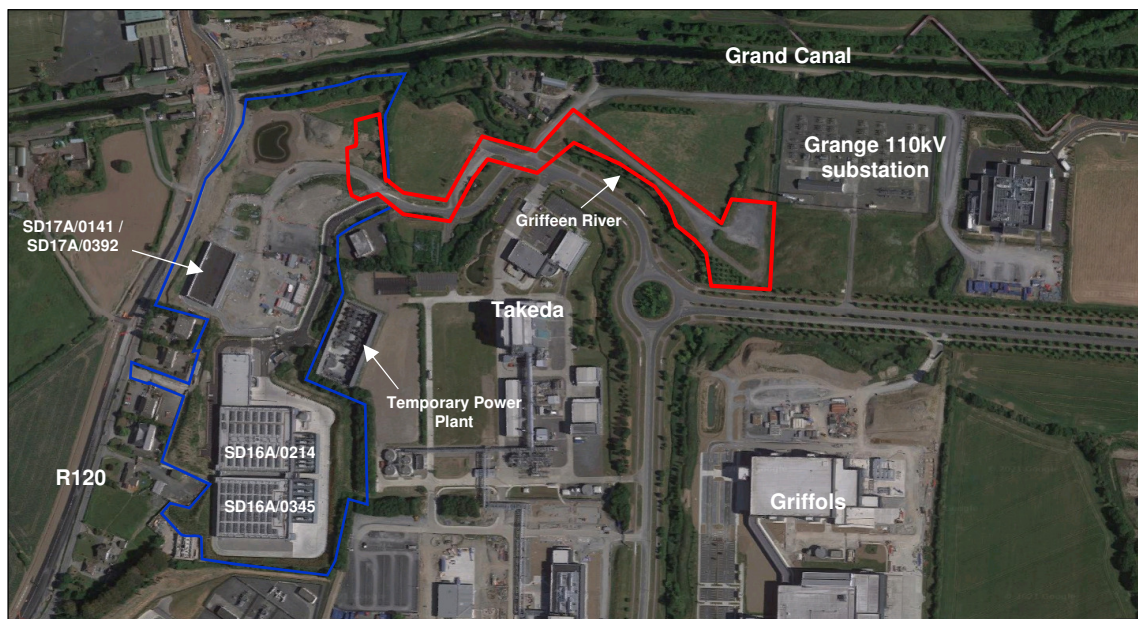 Grand Canal
Grange 110kV
substation
SD17A/0141 /
SD17A/0392
Griffeen River
Takeda
Temporary Power
Plant
SD16A/0214
R120
SD16A/0345
Griffols